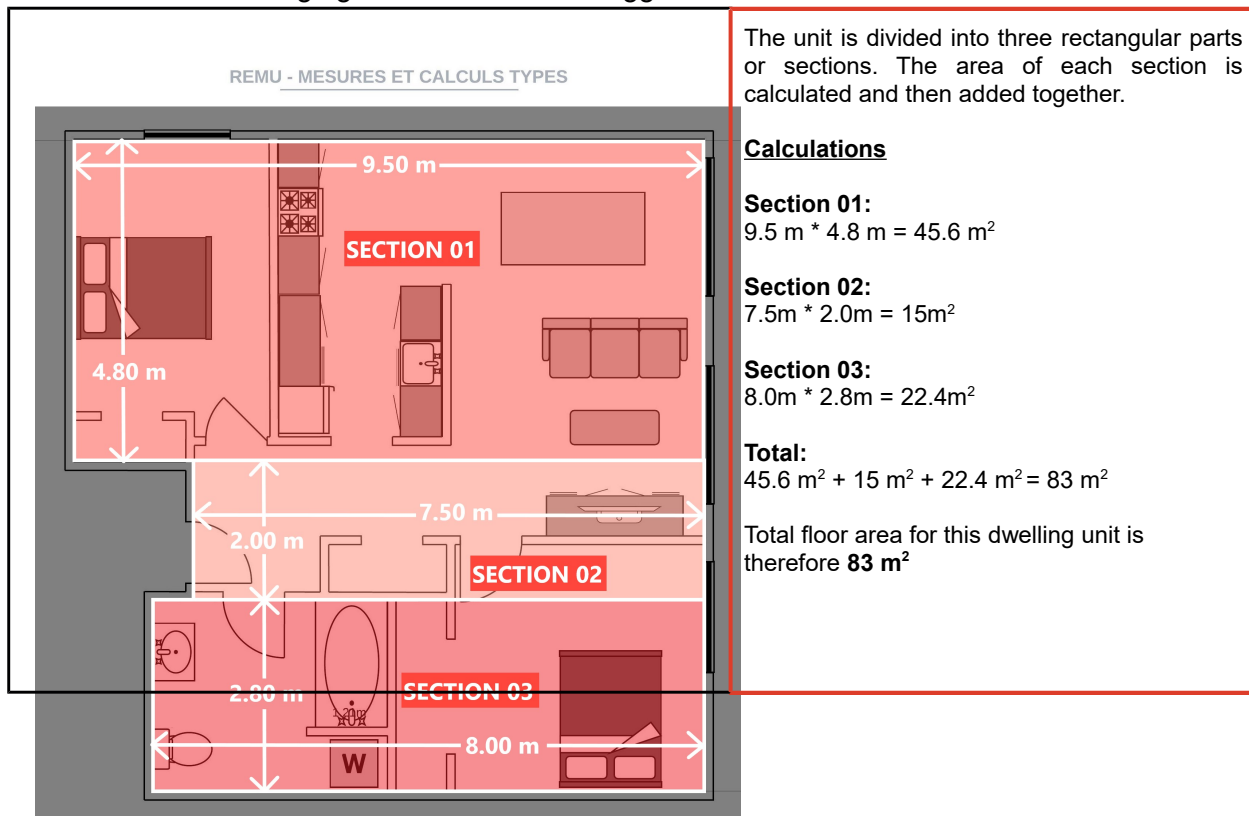 REMU - MESURES ET CALCULS TYPES
9.50 m
SECTION 01
4.80 m
7.50 m
2.00 m
SECTION 02
2.80 m
SECTION 03
8.00 m
W
The unit is divided into three rectangular parts
or sections. The area of each section is
calculated and then added together.
Calculations
Section 01:
9.5 m * 4.8 m = 45.6 m²
Section 02:
7.5m * 2.0m = 15m²
Section 03:
8.0m * 2.8m = 22.4m²
Total:
45.6 m² + 15 m² + 22.4 m² = 83 m²
Total floor area for this dwelling unit is
therefore 83 m²